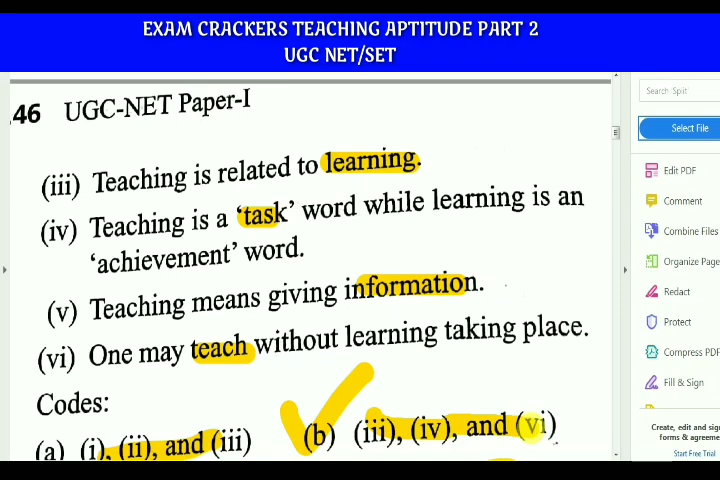 EXAM CRACKERS TEACHING APTITUDE PART 2
UGC NET/SET
.46 UGC-NET Paper-I
(iii) Teaching is related to learning.
(iv) Teaching is a ‘task’ word while learning is an
‘achievement’ word.
(v) Teaching means giving information.
(vi) One may teach without learning taking place.
Codes:
(a) (i), (ii), and (iii) (b) (iii), (iv), and (vi)
Search 'Split'
Select File
Edit PDF
Comment
Combine Files
Organize Page
Redact
Protect
Compress PDF
Fill & Sign
Create, edit and sig
forms & agreeme
Start Free Trial